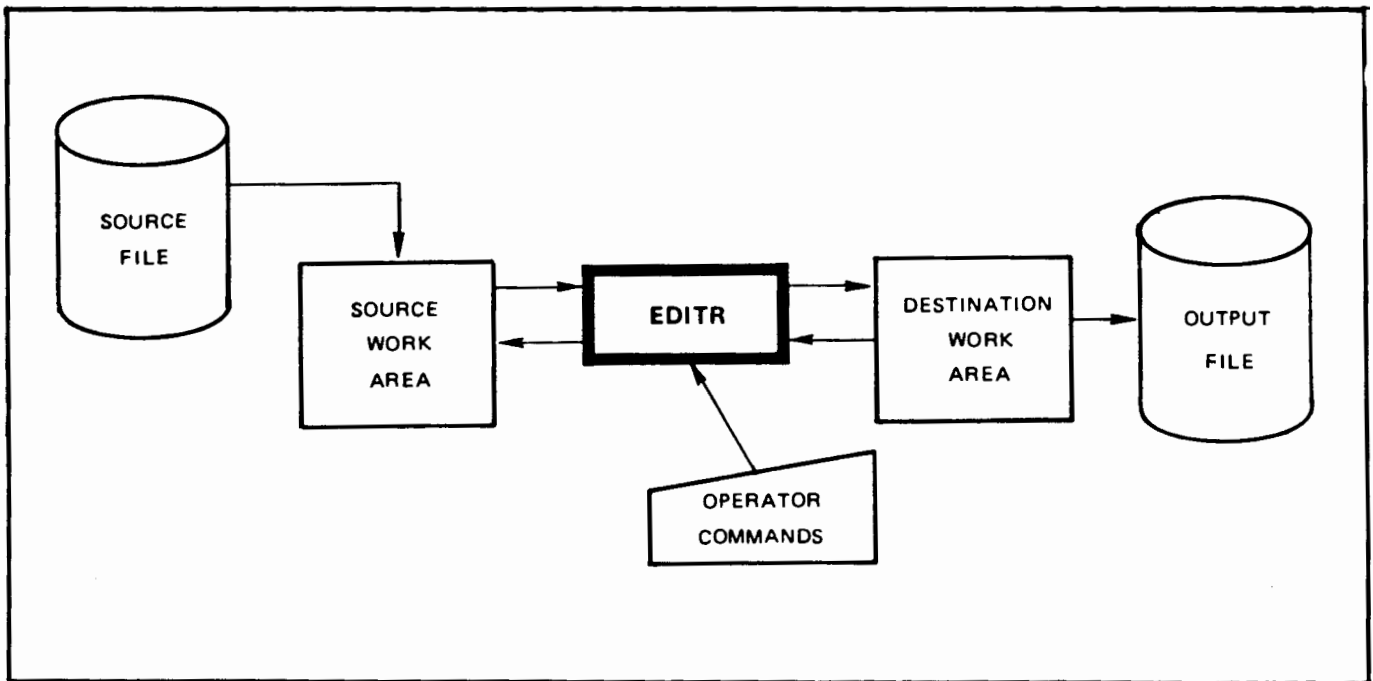 SOURCE
FILE
SOURCE
WORK
AREA
EDITR
DESTINATION
WORK
AREA
OUTPUT
FILE
OPERATOR
COMMANDS